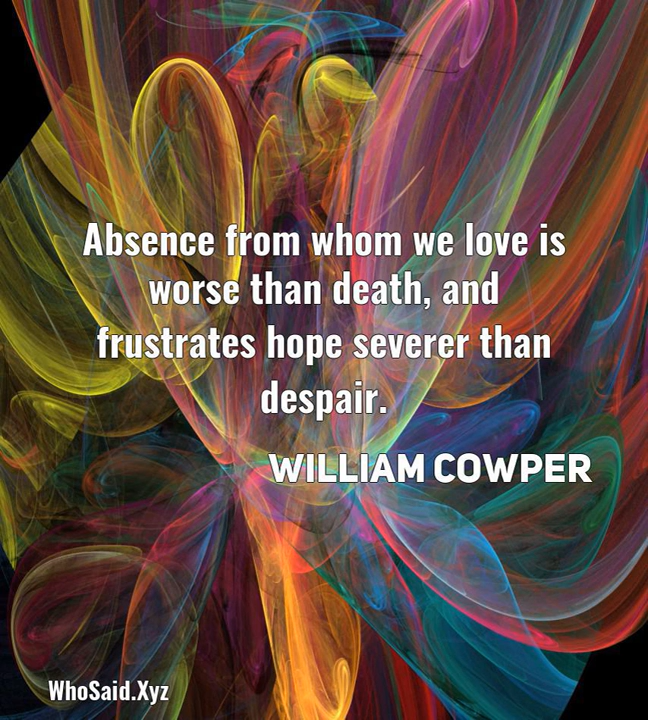 Absence from whom we love is
worse than death, and
frustrates hope severer than
despair.
WILLIAM COWPER
WhoSaid.Xyz